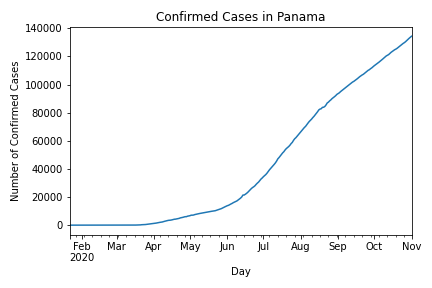 Confirmed Cases in Panama
Number of Confirmed Cases
140000
120000
100000
80000
60000
40000
20000
0
Feb Mar Apr May Jun Jul Aug Sep Oct Nov
2020
Day